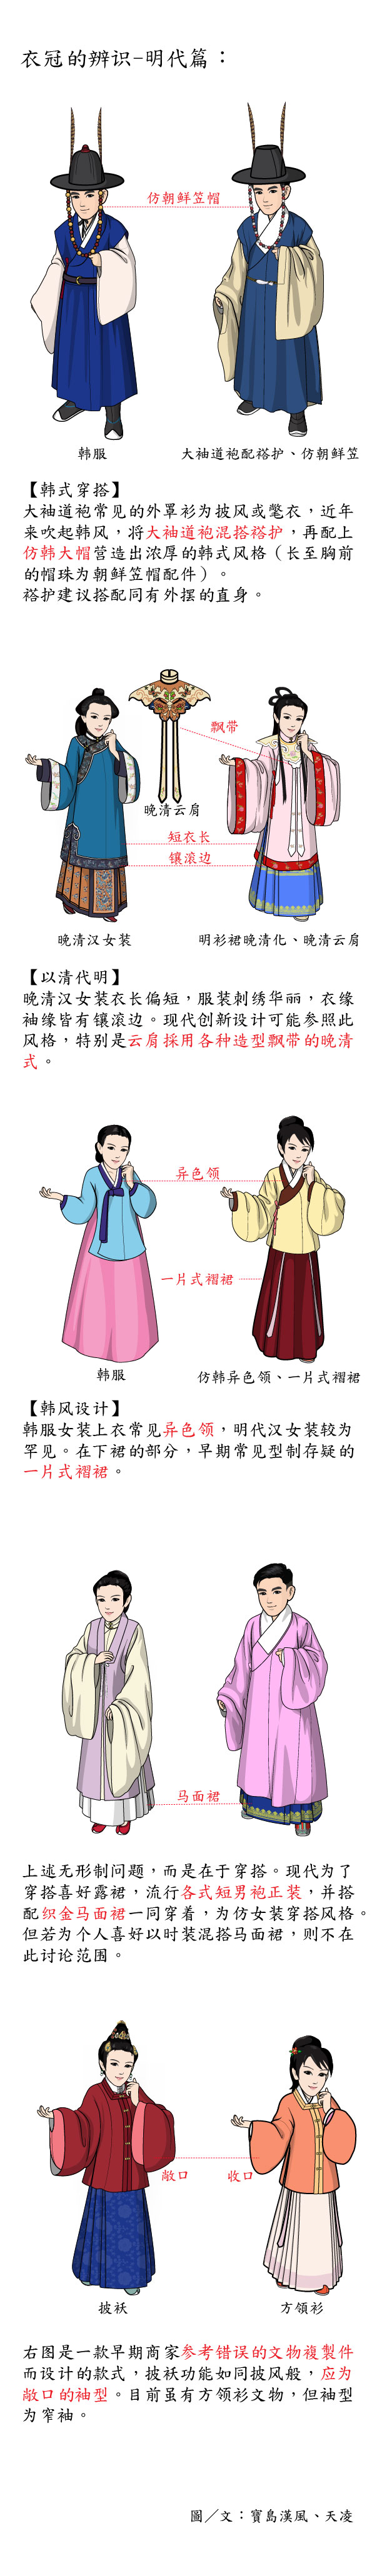 衣冠的辨识-明代篇：
仿朝鲜笠帽
韩服
大袖道袍配褡护、仿朝鲜笠
【韩式穿搭】
大袖道袍常见的外罩衫为披风或氅衣，近年
来吹起韩风，将大袖道袍混搭褡护，再配上
仿韩大帽营造出浓厚的韩式风格（长至胸前
的帽珠为朝鲜笠帽配件）。
褡护建议搭配同有外摆的直身。
飘带
晚清云肩
短衣长
镶滚边
晚清汉女装
明衫裙晚清化、晚清云肩
【以清代明】
晚清汉女装衣长偏短，服装刺绣华丽，衣缘
袖缘皆有镶滚边。现代创新设计可能参照此
风格，特别是云肩採用各种造型飘带的晚清
式。
异色领
一片式褶裙
韩服
仿韩异色领、一片式褶裙
【韩风设计】
韩服女装上衣常见异色领，明代汉女装较为
罕见。在下裙的部分，早期常见型制存疑的
一片式褶裙。
马面裙
上述无形制问题，而是在于穿搭。现代为了
穿搭喜好露裙，流行各式短男袍正装，并搭
配织金马面裙一同穿着，为仿女装穿搭风格。
但若为个人喜好以时装混搭马面裙，则不在
此讨论范围。
敞口
收口
披袄
方領衫
右图是一款早期商家参考错误的文物複製件
而设计的款式，披袄功能如同披风般，应为
敞口的袖型。目前虽有方领衫文物，但袖型
为窄袖。
圖／文：寶島漢風、天凌